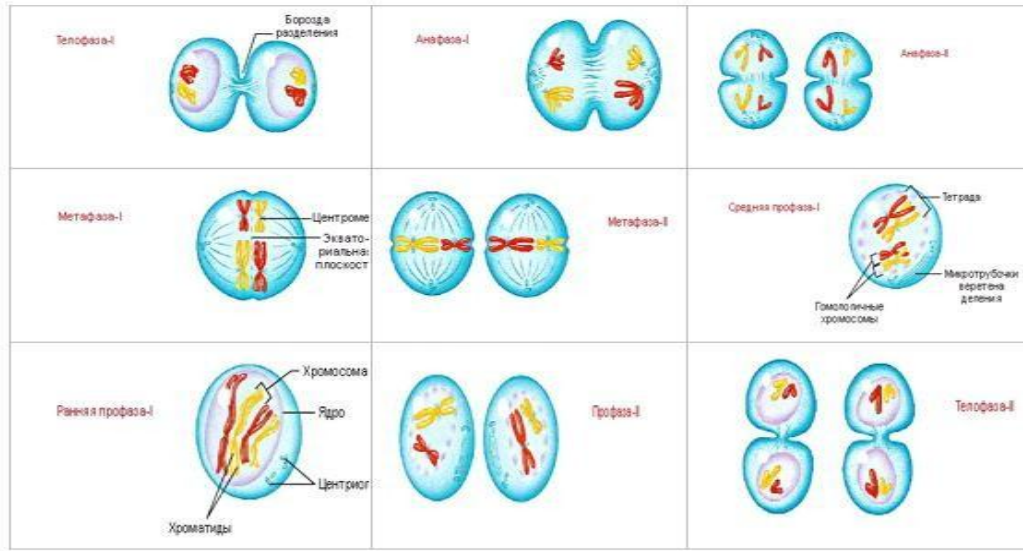 Телофаза-I
Борозда
разделения
Анафаза-I
Анафаза-II
Метафаза-I
Центроме
Эквато-
риальна
плоскост
Метафаза-II
Средняя профаза-I
Тетрада
Микротрубочки
веретена
деления
Гомологичные
хромосомы
Ранняя профаза-I
Хромосома
Ядро
Центриол
Хроматиды
Профаза-II
Телофаза-II